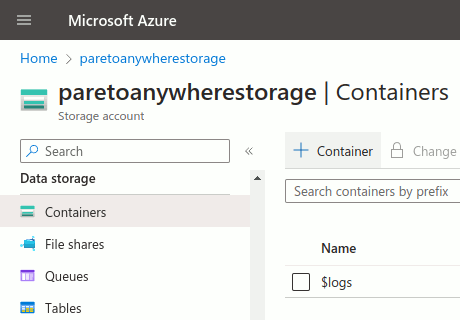 Microsoft Azure
Home > paretoanywherestorage
paretoanywherestorage | Containers
Storage account
Search
«
+ Container
Change
Data storage
Search containers by prefix
Containers
File shares
Name
Queues
$logs
Tables